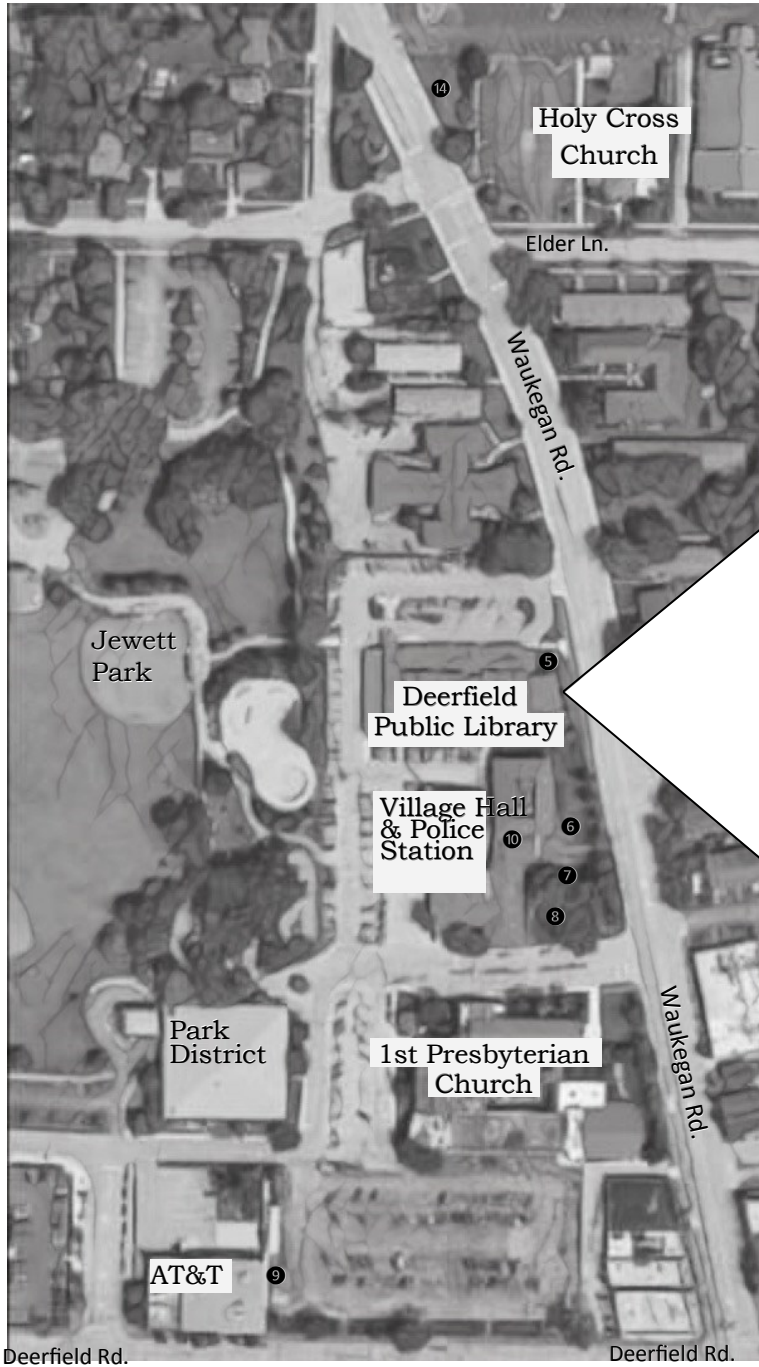 14
Holy Cross
Church
Elder Ln.
Waukegan Rd.
Jewett
Park
5
Deerfield
Public Library
Village Hall
& Police
Station
6
10
7
8
Waukegan Rd.
Park
District
1st Presbyterian
Church
AT&T
9
Deerfield Rd.
Deerfield Rd.